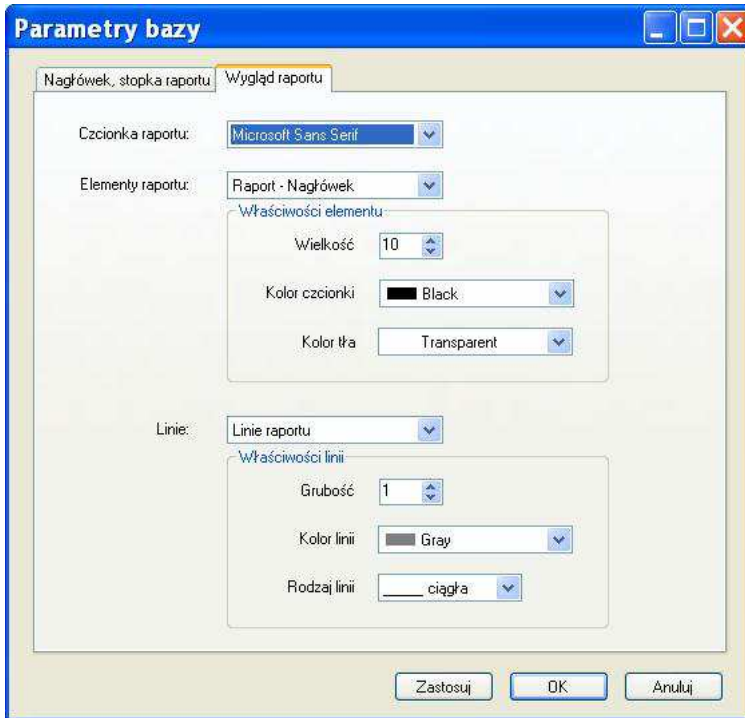 Parametry bazy
Nagłówek, stopka raportu Wygląd raportu
Czcionka raportu: Microsoft Sans Serif
Elementy raportu: Raport - Nagłówek
Właściwości elementu
Wielkość 10
Kolor czcionki Black
Kolor tła Transparent
Linie: Linie raportu
Właściwości linii
Grubość 1
Kolor linii Gray
Rodzaj linii ciągła
Zastosuj OK Anuluj